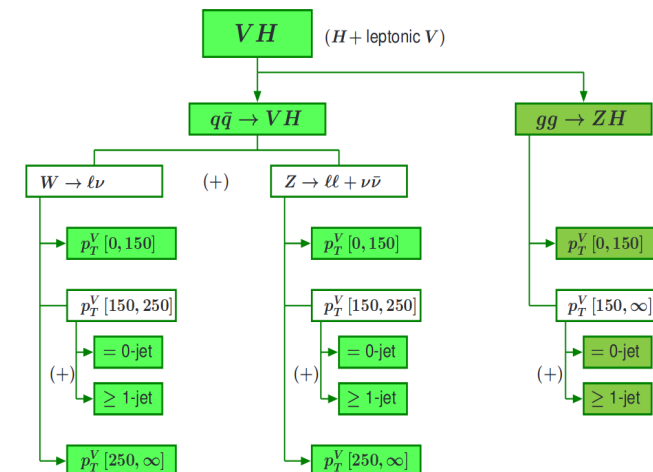 VH (H + leptonic V)
qq̄ → VH
gg → ZH
W → ℓν
(+)
Z → ℓℓ + νν̄
p_T^V [0, 150]
p_T^V [0, 150]
p_T^V [0, 150]
p_T^V [150, 250]
p_T^V [150, 250]
p_T^V [150, ∞]
= 0-jet
= 0-jet
= 0-jet
(+)
(+)
(+)
≥ 1-jet
≥ 1-jet
≥ 1-jet
p_T^V [250, ∞]
p_T^V [250, ∞]